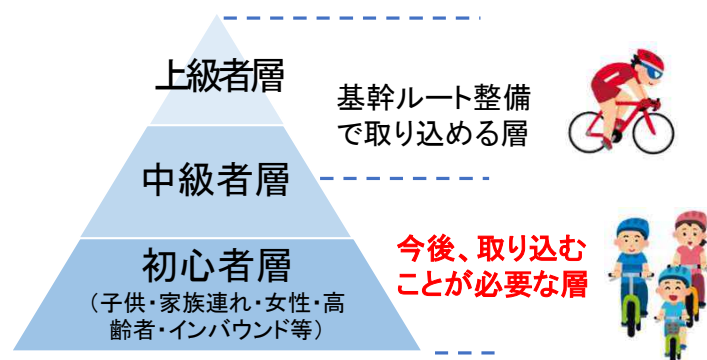 上級者層
基幹ルート整備
で取り込める層
中級者層
今後、取り込む
ことが必要な層
初心者層
（子供・家族連れ・女性・高
齢者・インバウンド等）